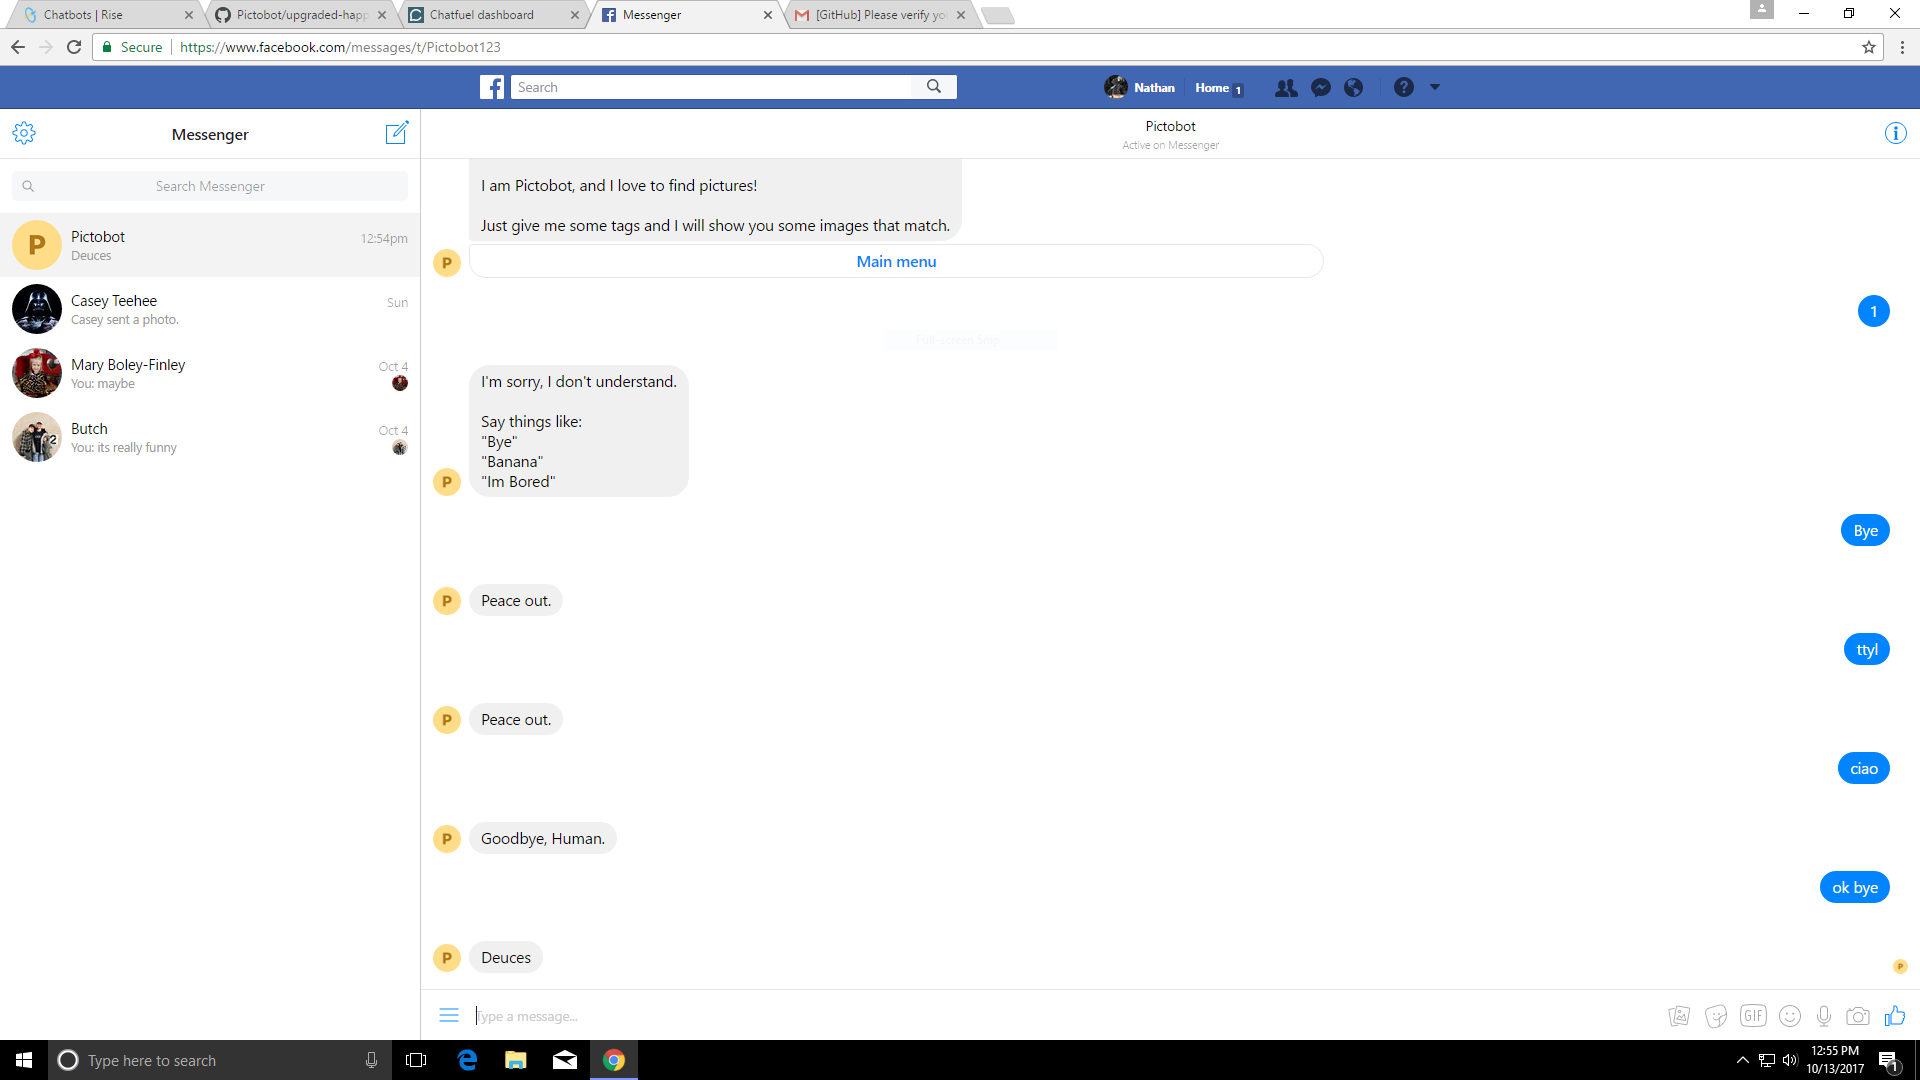 Chatbots | Rise
Pictobot/upgraded-happ
Chatfuel dashboard
Messenger
[GitHub] Please verify yo
Secure
https://www.facebook.com/messages/t/Pictobot123
Search
Nathan
Home 1
Messenger
Search Messenger
Pictobot
12:54pm
Deuces
Casey Teehee
Sun
Casey sent a photo.
Mary Boley-Finley
Oct 4
You: maybe
Butch
Oct 4
You: its really funny
Pictobot
Active on Messenger
I am Pictobot, and I love to find pictures!
Just give me some tags and I will show you some images that match.
P
Main menu
1
Full-screen Snip
I'm sorry, I don't understand.
Say things like:
"Bye"
"Banana"
"Im Bored"
P
Bye
P
Peace out.
ttyl
P
Peace out.
ciao
P
Goodbye, Human.
ok bye
P
Deuces
P
Type a message...
GIF
Type here to search
12:55 PM
10/13/2017
1